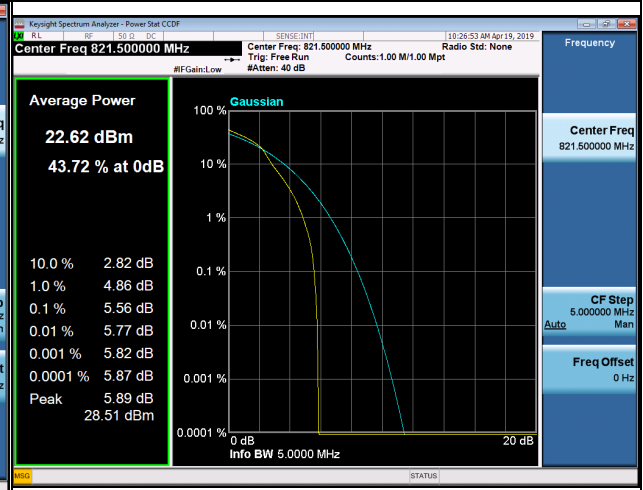 Keysight Spectrum Analyzer - Power Stat CCDF
RL RF 50 Ω DC SENSE:INT 10:26:53 AM Apr 19, 2019
Center Freq 821.500000 MHz
Center Freq: 821.500000 MHz Radio Std: None
Trig: Free Run Counts:1.00 M/1.00 Mpt
#IFGain:Low #Atten: 40 dB
Frequency
Average Power
22.62 dBm
43.72 % at 0dB
10.0 % 2.82 dB
1.0 % 4.86 dB
0.1 % 5.56 dB
0.01 % 5.77 dB
0.001 % 5.82 dB
0.0001 % 5.87 dB
Peak 5.89 dB
28.51 dBm
Gaussian
100 %
10 %
1 %
0.1 %
0.01 %
0.001 %
0.0001 %
0 dB 20 dB
Info BW 5.0000 MHz
Center Freq
821.500000 MHz
CF Step
5.000000 MHz
Auto Man
Freq Offset
0 Hz
MSG STATUS